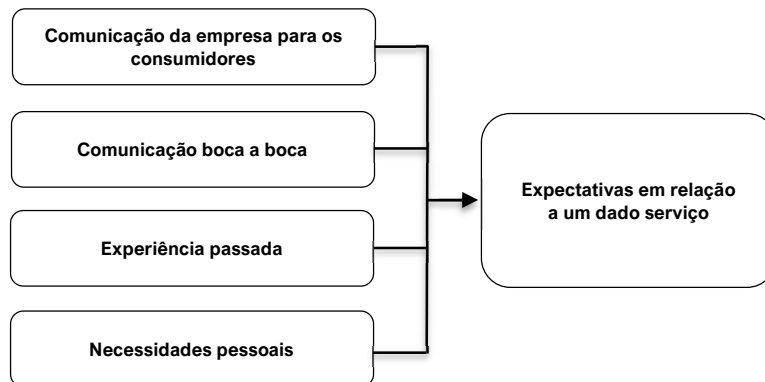 Comunicação da empresa para os
consumidores
Comunicação boca a boca
Experiência passada
Necessidades pessoais
Expectativas em relação
a um dado serviço